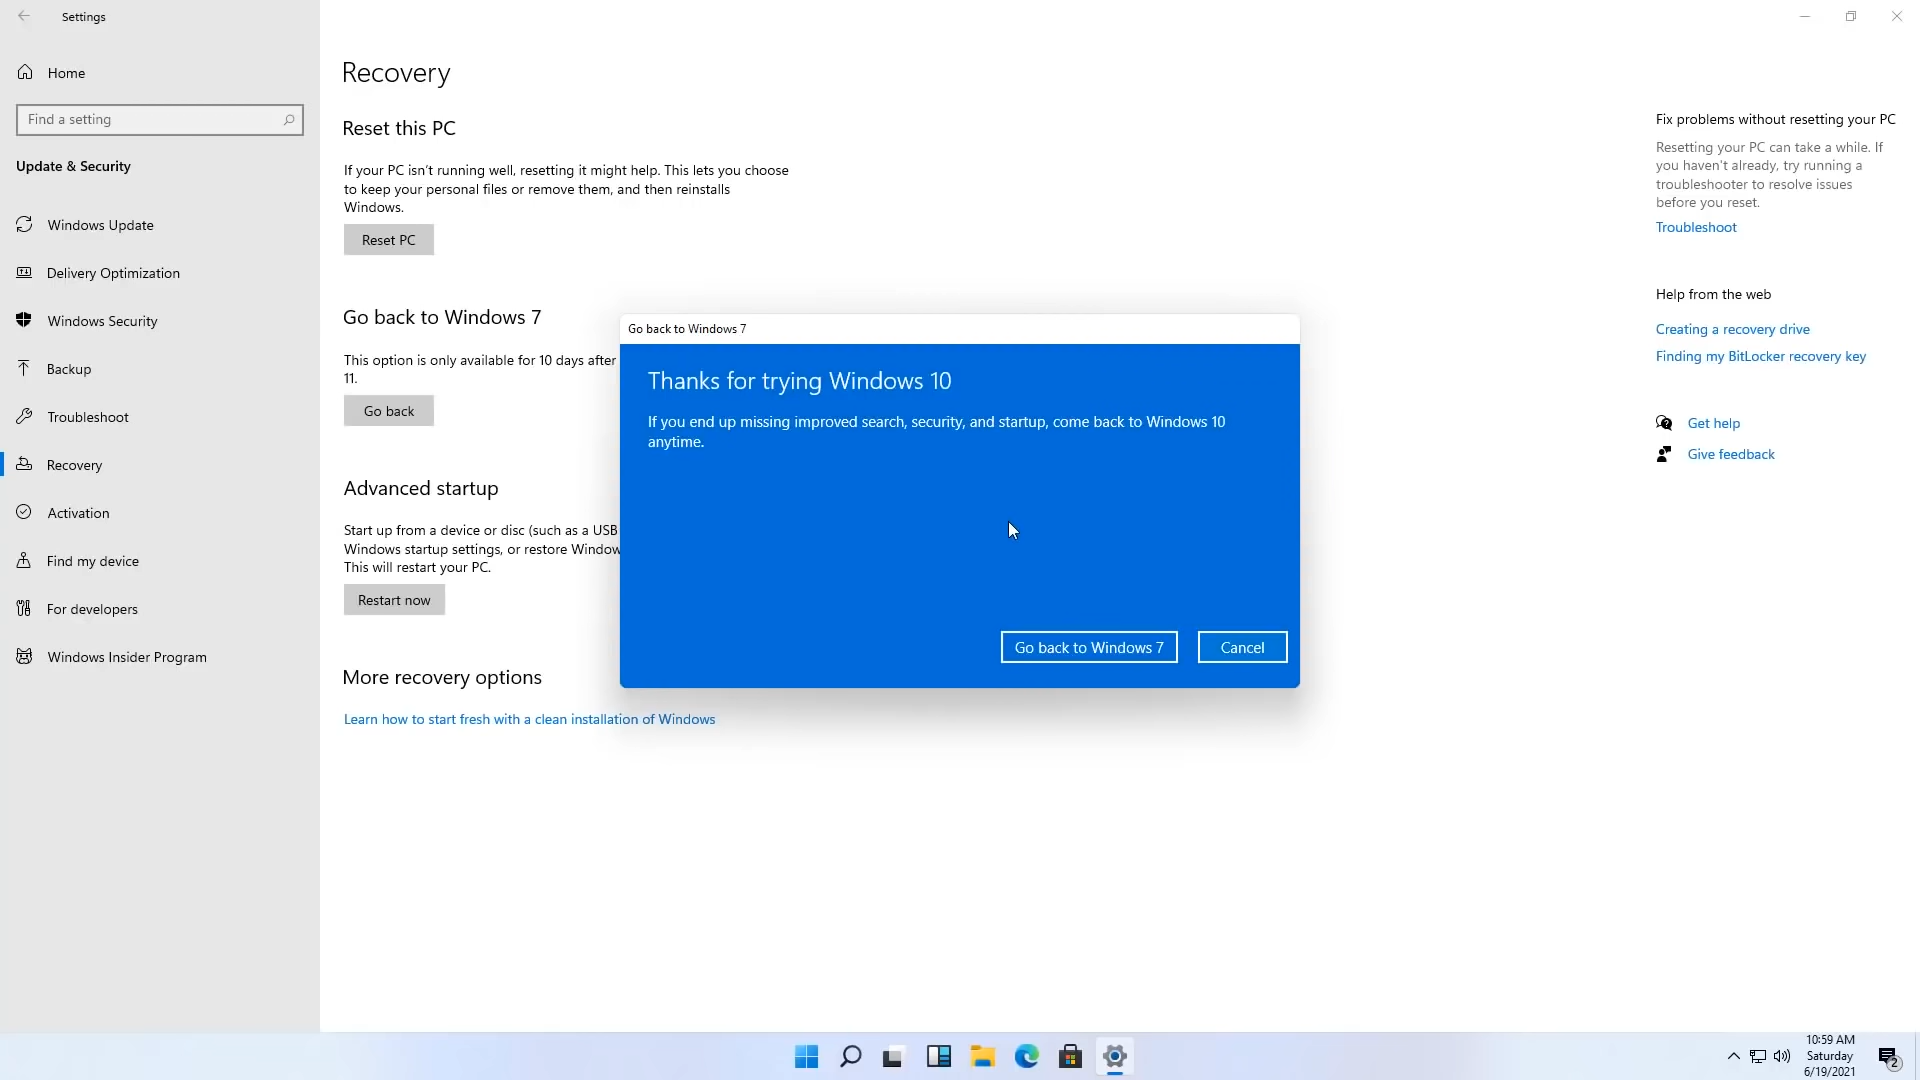 Settings
Home
Find a setting
Update & Security
Windows Update
Delivery Optimization
Windows Security
Backup
Troubleshoot
Recovery
Activation
Find my device
For developers
Windows Insider Program
Recovery
Reset this PC
If your PC isn't running well, resetting it might help. This lets you choose
to keep your personal files or remove them, and then reinstalls
Windows.
Reset PC
Go back to Windows 7
This option is only available for 10 days after
11.
Go back
Advanced startup
Start up from a device or disc (such as a USB
Windows startup settings, or restore Window
This will restart your PC.
Restart now
More recovery options
Learn how to start fresh with a clean installation of Windows
Go back to Windows 7
Thanks for trying Windows 10
If you end up missing improved search, security, and startup, come back to Windows 10
anytime.
Go back to Windows 7
Cancel
Fix problems without resetting your PC
Resetting your PC can take a while. If
you haven't already, try running a
troubleshooter to resolve issues
before you reset.
Troubleshoot
Help from the web
Creating a recovery drive
Finding my BitLocker recovery key
Get help
Give feedback
10:59 AM
Saturday
6/19/2021
2